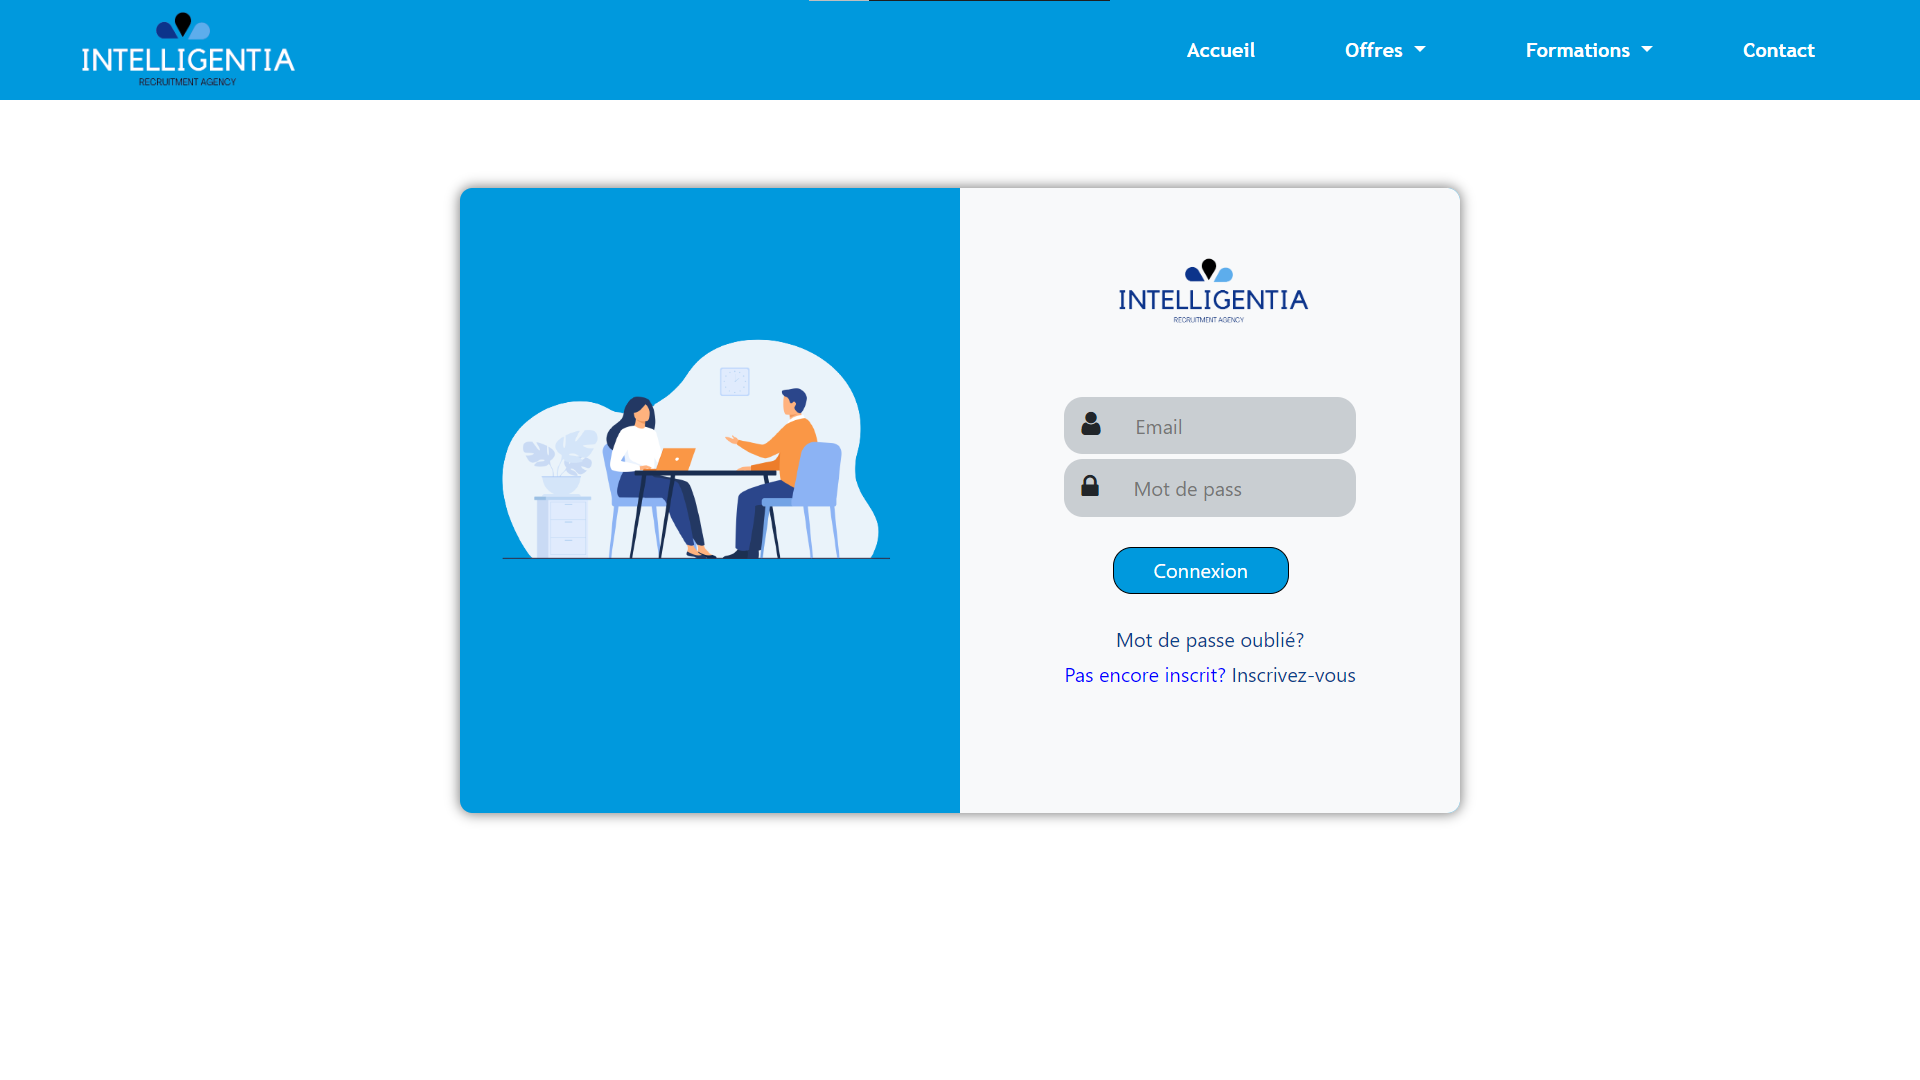 INTELLIGENTIA
RECRUITMENT AGENCY
Accueil Offres Formations Contact
INTELLIGENTIA
RECRUITMENT AGENCY
Email
Mot de pass
Connexion
Mot de passe oublié?
Pas encore inscrit? Inscrivez-vous